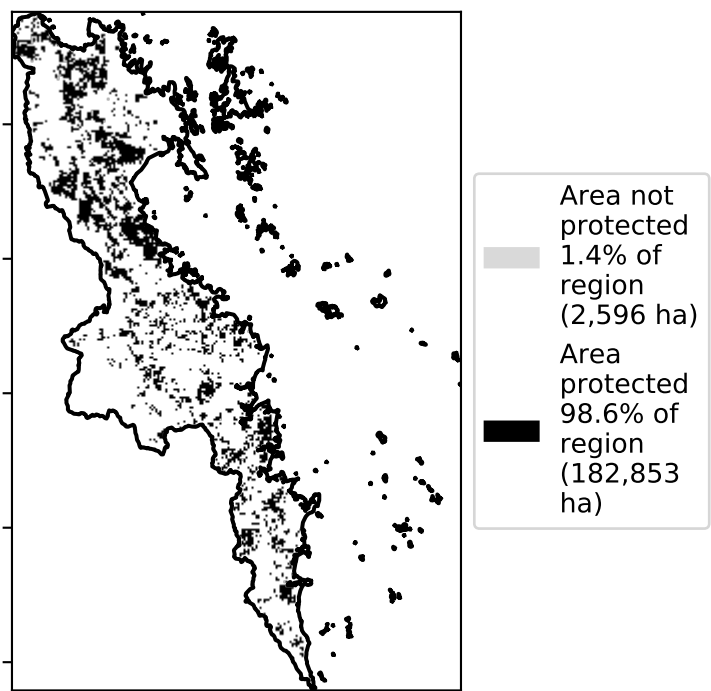 Area not
protected
1.4% of
region
(2,596 ha)
Area
protected
98.6% of
region
(182,853
ha)